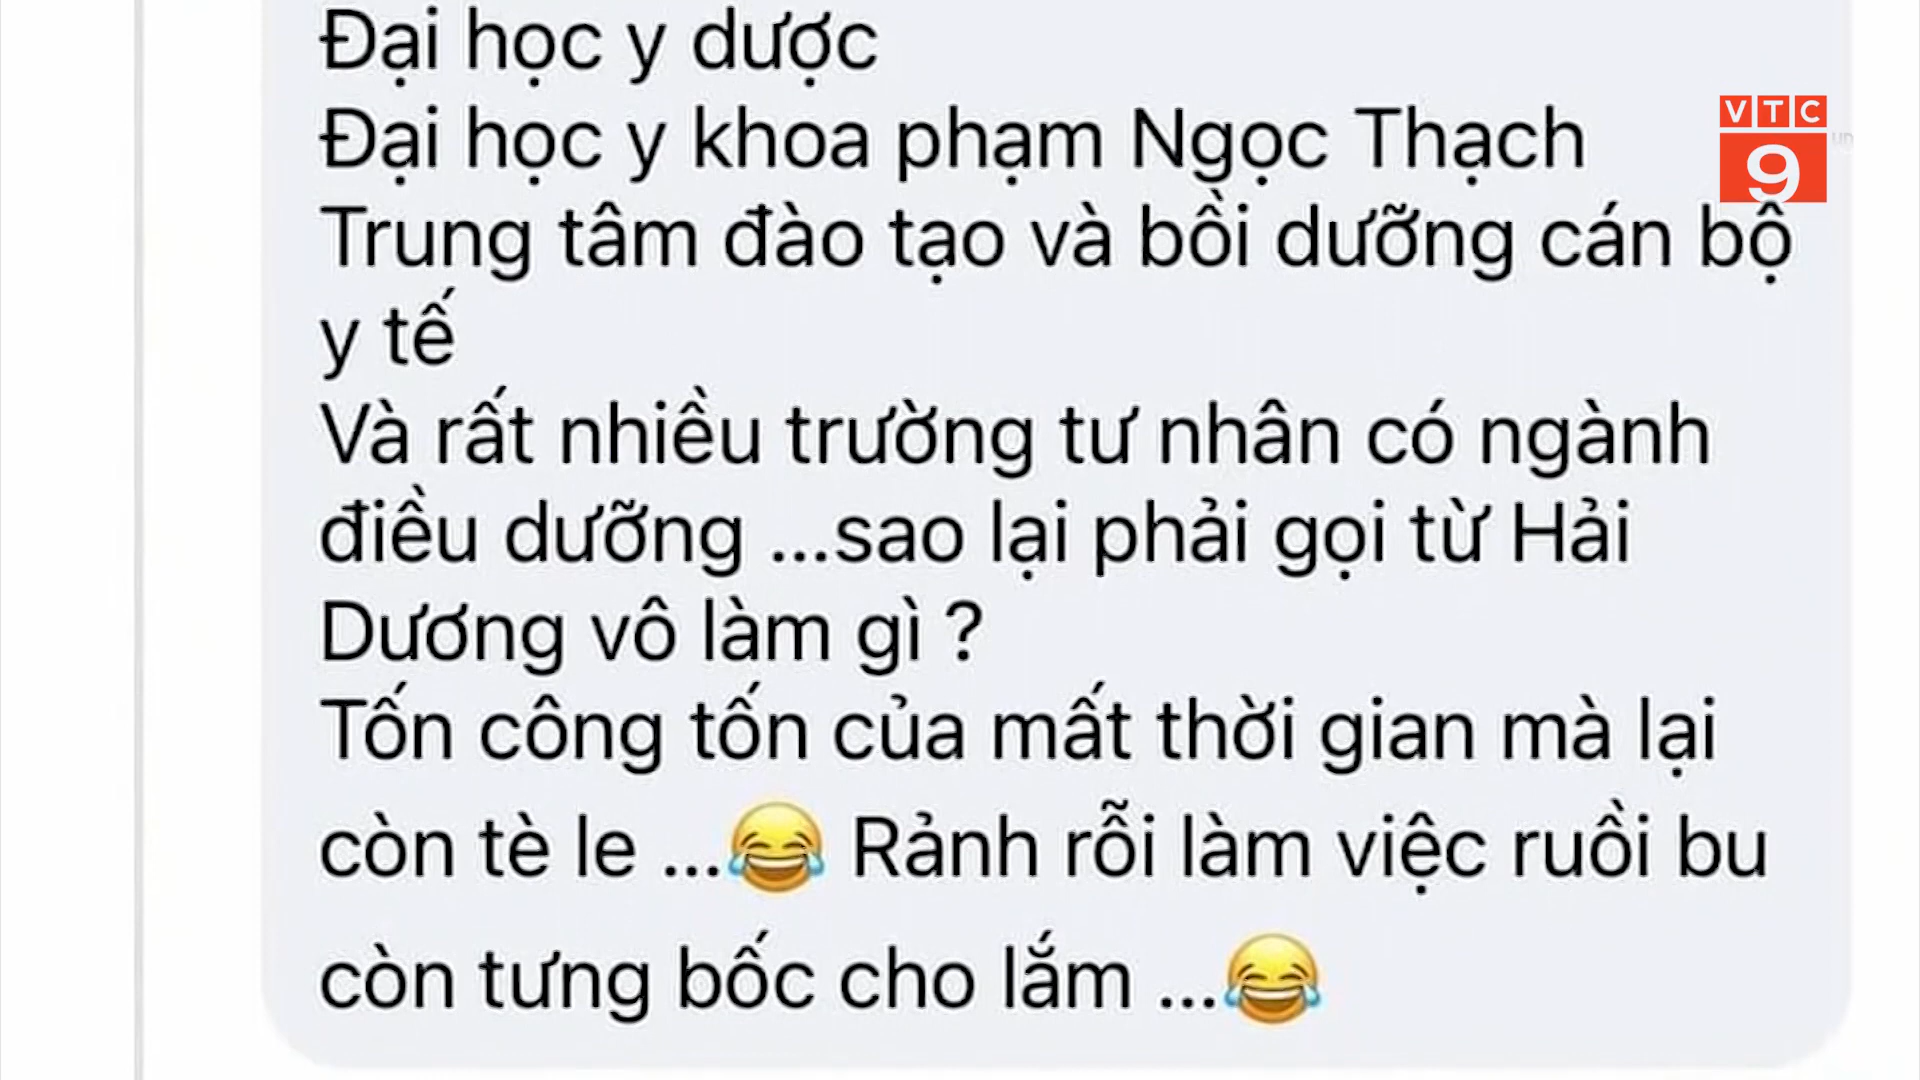 Đại học y dược
Đại học y khoa phạm Ngọc Thạch
VTC
9
Trung tâm đào tạo và bồi dưỡng cán bộ
y tế
Và rất nhiều trường tư nhân có ngành
điều dưỡng ...sao lại phải gọi từ Hải
Dương vô làm gì ?
Tốn công tốn của mất thời gian mà lại
còn tè le ...😂 Rảnh rỗi làm việc ruồi bu
còn tưng bốc cho lắm ...😂